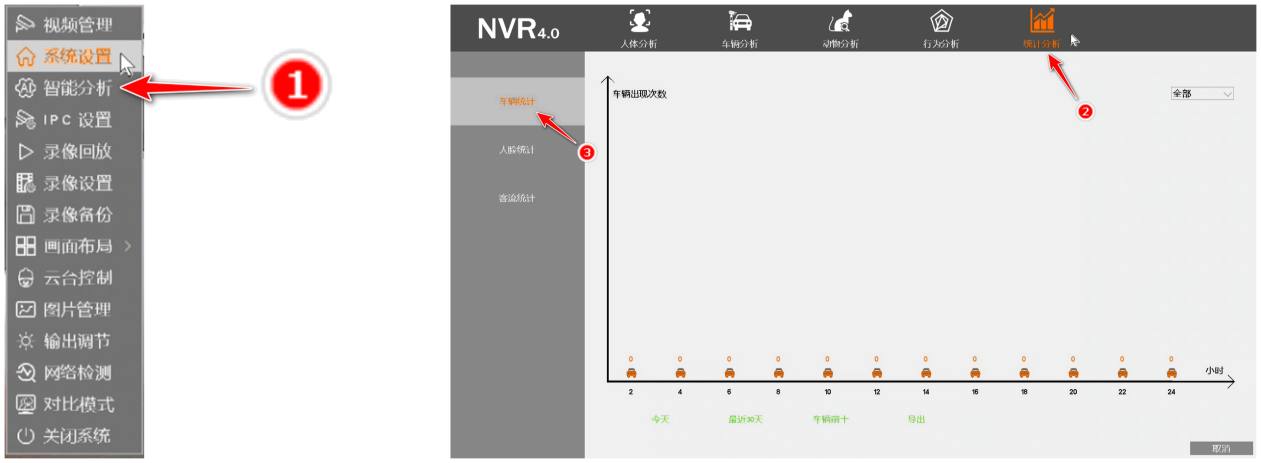 视频管理
系统设置
智能分析
IPC 设置
录像回放
录像设置
录像备份
画面布局 >
云台控制
图片管理
输出调节
网络检测
对比模式
关闭系统
1
NVR4.0
人体分析 车辆分析 动物分析 行为分析 统计分析
2
车辆统计
3
人脸统计
客流统计
车辆出现次数
全部
0 0 0 0 0 0 0 0 0 0 0 0
2 4 6 8 10 12 14 16 18 20 22 24
小时
今天 最近30天 车辆前十 导出
取消